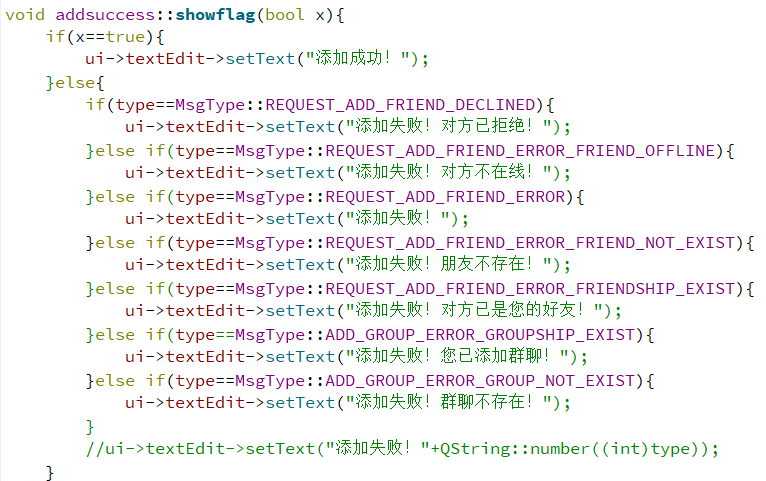 void addsuccess::showflag(bool x){
    if(x==true){
        ui->textEdit->setText("添加成功！");
    }else{
        if(type==MsgType::REQUEST_ADD_FRIEND_DECLINED){
            ui->textEdit->setText("添加失败！对方已拒绝！");
        }else if(type==MsgType::REQUEST_ADD_FRIEND_ERROR_FRIEND_OFFLINE){
            ui->textEdit->setText("添加失败！对方不在线！");
        }else if(type==MsgType::REQUEST_ADD_FRIEND_ERROR){
            ui->textEdit->setText("添加失败！");
        }else if(type==MsgType::REQUEST_ADD_FRIEND_ERROR_FRIEND_NOT_EXIST){
            ui->textEdit->setText("添加失败！朋友不存在！");
        }else if(type==MsgType::REQUEST_ADD_FRIEND_ERROR_FRIENDSHIP_EXIST){
            ui->textEdit->setText("添加失败！对方已是您的好友！");
        }else if(type==MsgType::ADD_GROUP_ERROR_GROUPSHIP_EXIST){
            ui->textEdit->setText("添加失败！您已添加群聊！");
        }else if(type==MsgType::ADD_GROUP_ERROR_GROUP_NOT_EXIST){
            ui->textEdit->setText("添加失败！群聊不存在！");
        }
        //ui->textEdit->setText("添加失败！"+QString::number((int)type));
    }